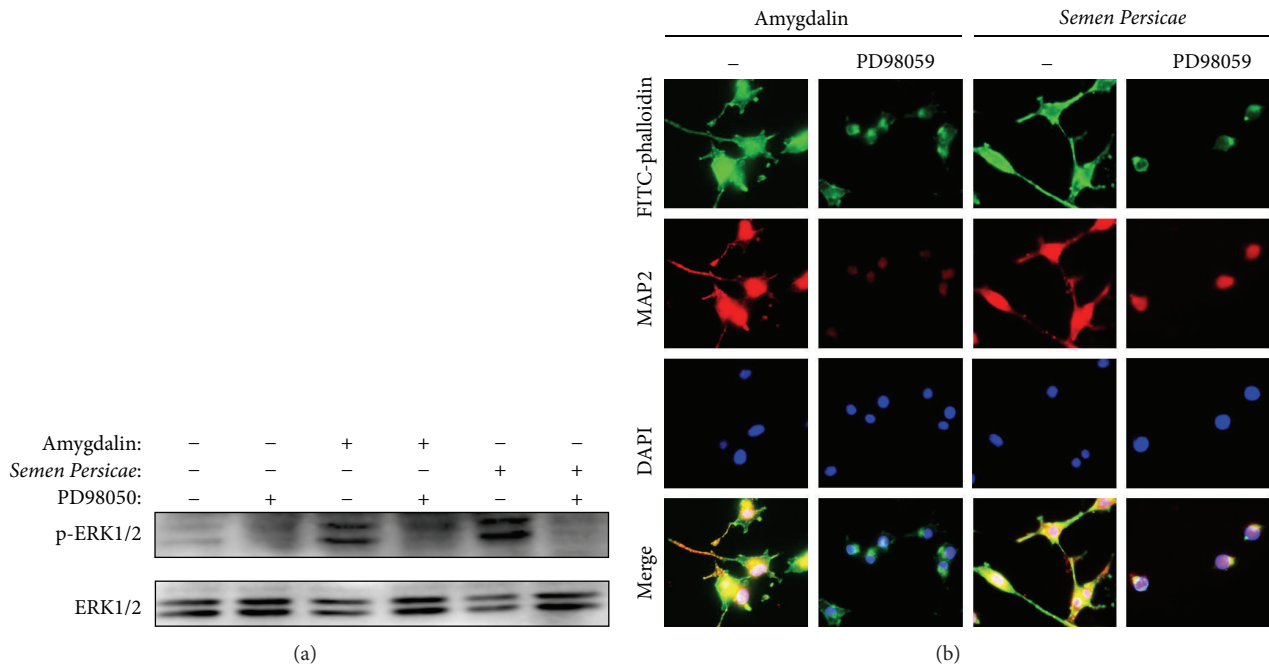 Amygdalin: – – + + – –
Semen Persicae: – – – – + +
PD98050: – + – + – +
p-ERK1/2
ERK1/2
(a)
Amygdalin Semen Persicae
– PD98059 – PD98059
FITC-phalloidin
MAP2
DAPI
Merge
(b)